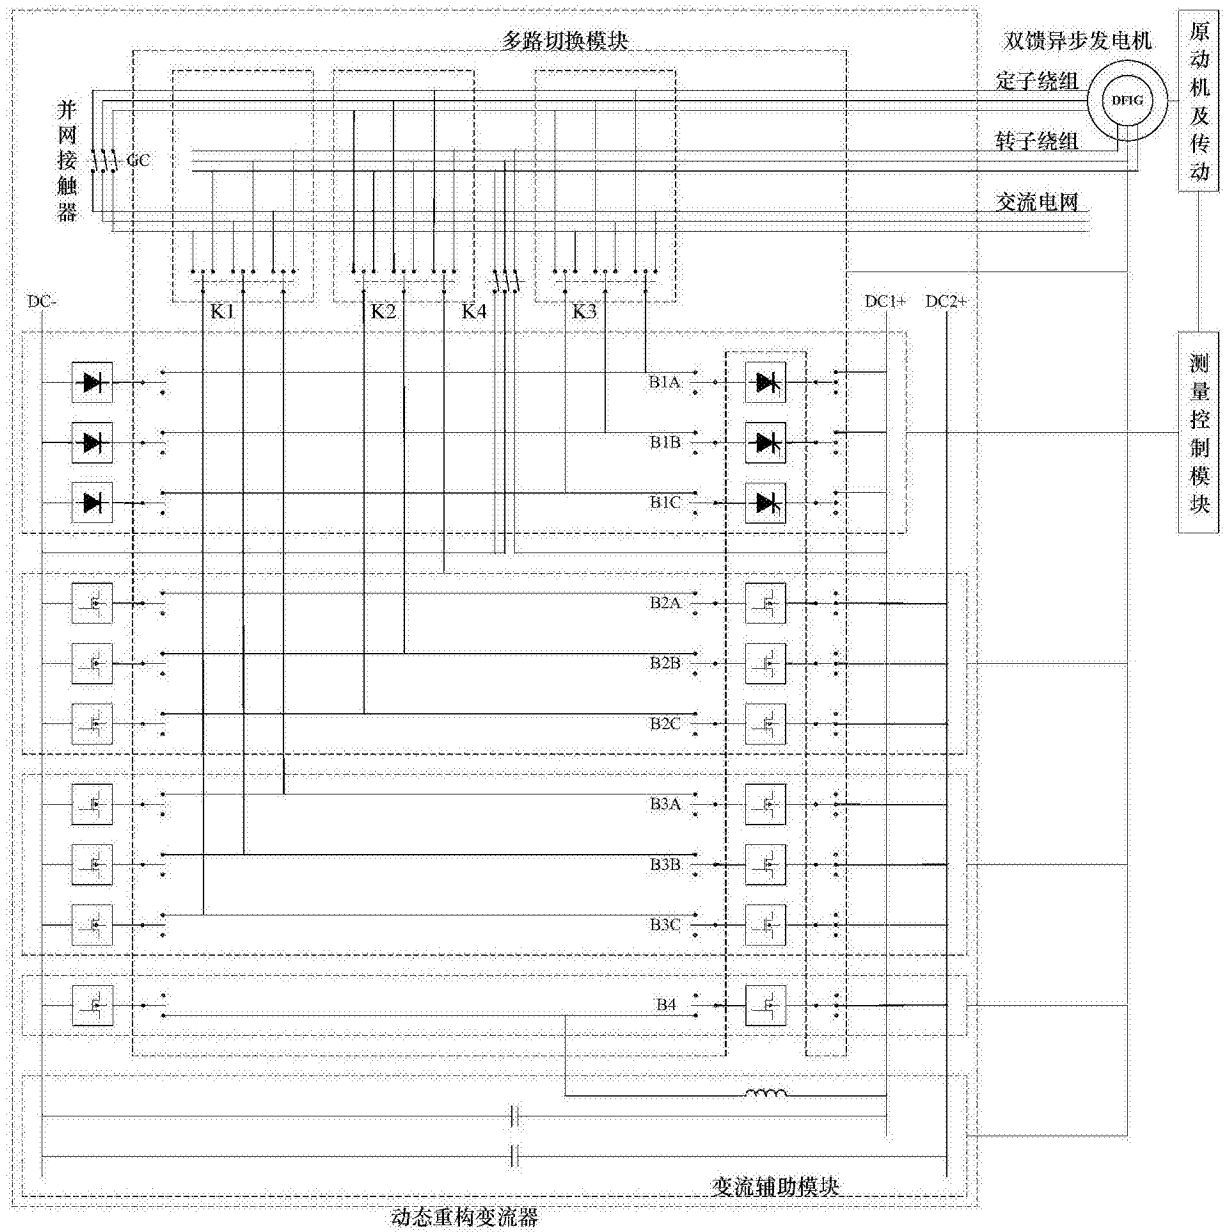 多路切换模块
双馈异步发电机
原动机及传动
定子绕组
DFIG
并网接触器
GC
转子绕组
交流电网
DC-
K1
K2
K4
K3
DC1+
DC2+
测量控制模块
B1A
B1B
B1C
B2A
B2B
B2C
B3A
B3B
B3C
B4
变流辅助模块
动态重构变流器